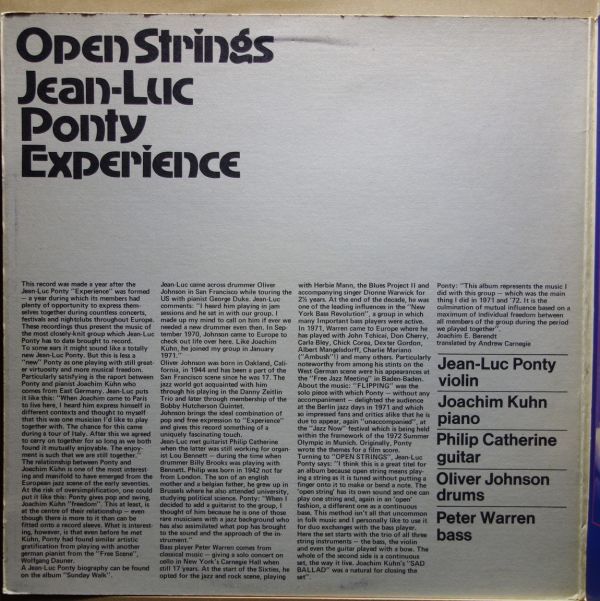 Open Strings
Jean-Luc
Ponty
Experience
This record was made a year after the
Jean-Luc Ponty "Experience" was formed
– a year during which its members had
plenty of opportunity to express them-
selves together during countless concerts,
festivals and nightclubs throughout Europe.
These recordings thus present the music of
the most closely-knit group which Jean-Luc
Ponty has to date brought to record.
To some ears it might sound like a totally
new Jean-Luc Ponty. But this is less a
"new" Ponty as one playing with still great-
er virtuosity and more musical freedom.
Particularly satisfying is the rapport between
Ponty and pianist Joachim Kühn who
comes from East Germany. Jean-Luc puts
it like this: "When Joachim came to Paris
to live here, I heard him express himself in
different contexts and thought to myself
that this was one musician I'd like to play
together with. The chance for this came
during a tour of Italy. After this we agreed
to carry on together for so long as we both
found it mutually enjoyable. The enjoy-
ment is such that we are still together."
The relationship between Ponty and
Joachim Kühn is one of the most interest-
ing and manifold to have emerged from the
European jazz scene of the early seventies.
At the risk of oversimplification, one could
put it like this: Ponty gives pop and swing,
Joachim Kuhn "freedom". This at least, is
at the centre of their relationship – even
though there is more to it than can be
fitted onto a record sleeve. What is interest-
ing, however, is that even before he met
Kuhn, Ponty had found similar artistic
gratification from playing with another
german pianist from the "Free Scene",
Wolfgang Dauner.
A Jean-Luc Ponty biography can be found
on the album "Sunday Walk".
Jean-Luc came across drummer Oliver
Johnson in San Francisco while touring the
US with pianist George Duke. Jean-Luc
comments: "I heard him playing in jam
sessions and he sat in with our group. I
made up my mind to call on him if ever we
needed a new drummer even then. In Sep-
tember 1970, Johnson came to Europe to
check out life over here. Like Joachim
Kuhn, he joined my group in January
1971."
Oliver Johnson was born in Oakland, Cali-
fornia, in 1944 and has been a part of the
San Francisco scene since he was 17. The
jazz world got acquainted with him
through his playing in the Danny Zeitlin
Trio and later through membership of the
Bobby Hutcherson Quintet.
Johnson brings the ideal combination of
pop and free expression to "Experience"
and gives this record something of a
uniquely fascinating touch.
Jean-Luc met guitarist Philip Catherine
when the latter was still working for organ-
ist Lou Bennett – during the time when
drummer Billy Brooks was playing with
Bennett. Philip was born in 1942 not far
from London. The son of an english
mother and a belgian father, he grew up in
Brussels where he also attended university,
studying political science. Ponty: "When I
decided to add a guitarist to the group, I
thought of him because he is one of those
rare musicians with a jazz background who
has also assimilated what pop has brought
to the sound and the approach of the in-
strument."
Bass player Peter Warren comes from
classical music – giving a solo concert on
cello in New York's Carnegie Hall when
still 17 years. At the start of the Sixties, he
opted for the jazz and rock scene, playing
with Herbie Mann, the Blues Project II and
accompanying singer Dionne Warwick for
2½ years. At the end of the decade, he was
one of the leading influences in the "New
York Bass Revolution", a group in which
many Important bass players were active.
In 1971, Warren came to Europe where he
has played with John Tchicai, Don Cherry,
Carla Bley, Chick Corea, Dexter Gordon,
Albert Mangelsdorff, Charlie Mariano
("Ambush"!) and many others. Particularly
noteworthy from among his stints on the
West German scene were his appearances at
the "Free Jazz Meeting" in Baden-Baden.
About the music: "FLIPPING" was the
solo piece with which Ponty – without any
accompaniment – delighted the audience
at the Berlin jazz days in 1971 and which
so impressed fans and critics alike that he is
due to appear, again "unaccompanied", at
the "Jazz Now" festival which is being held
within the framework of the 1972 Summer
Olympic in Munich. Originally, Ponty
wrote the themes for a film score.
Turning to "OPEN STRINGS", Jean-Luc
Ponty says: "I think this is a great title for
an album because open string means play-
ing a string as it is tuned without putting a
finger onto it to make or bend a note. The
'open string' has its own sound and one can
play one string and, again in an 'open'
fashion, a different one as a continuous
base. This method isn't all that uncommon
in folk music and I personally like to use it
for duo exchanges with the bass player.
Here the set starts with the trio of all three
string instruments – the bass, the violin
and even the guitar played with a bow. The
whole of the second side is a continuous
set, the way it live. Joachim Kuhn's "SAD
BALLAD" was a natural for closing the
set".
Ponty: "This album represents the music I
did with this group – which was the main
thing I did in 1971 and '72. It is the
culmination of mutual influence based on a
maximum of individual freedom between
all members of the group during the period
we played together".
Joachim E. Berendt
translated by Andrew Carnegie
Jean-Luc Ponty
violin
Joachim Kuhn
piano
Philip Catherine
guitar
Oliver Johnson
drums
Peter Warren
bass